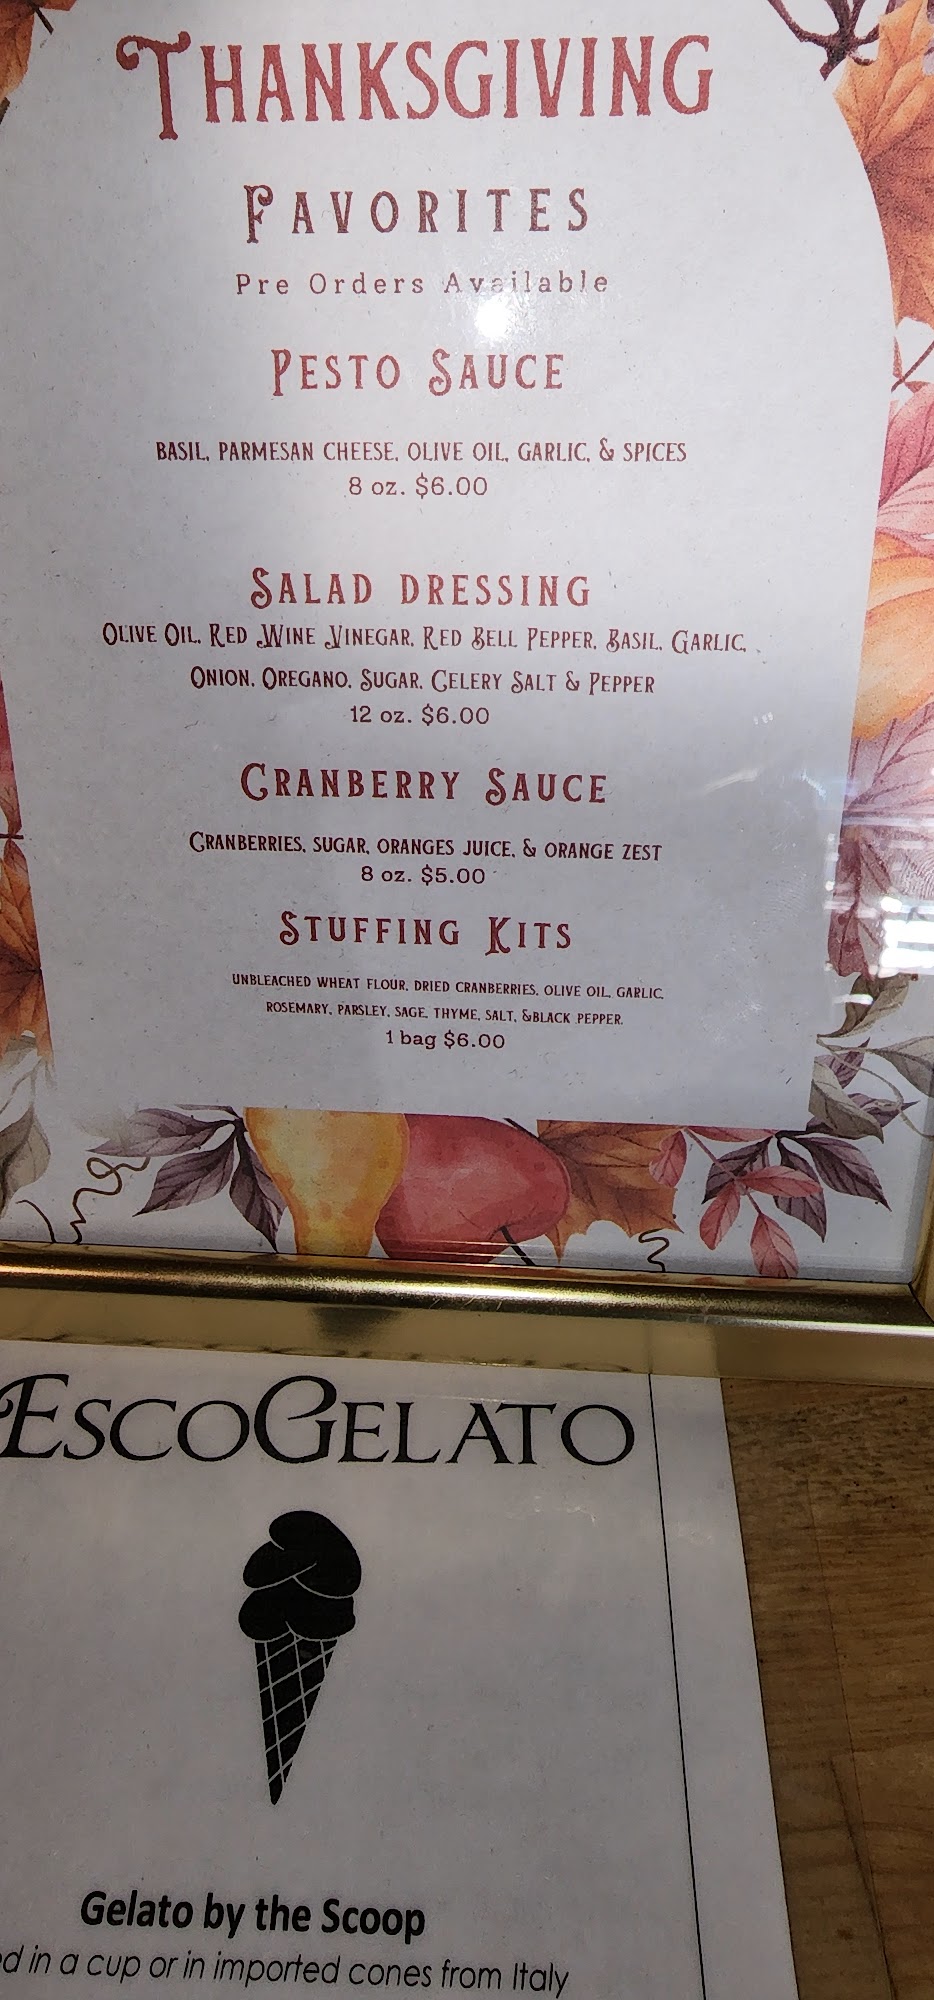 THANKSGIVING
FAVORITES
Pre Orders Available
PESTO SAUCE
BASIL, PARMESAN CHEESE, OLIVE OIL, GARLIC, & SPICES
8 oz. $6.00
SALAD DRESSING
OLIVE OIL, RED WINE VINEGAR, RED BELL PEPPER, BASIL, GARLIC,
ONION, OREGANO, SUGAR, CELERY SALT & PEPPER
12 oz. $6.00
CRANBERRY SAUCE
CRANBERRIES, SUGAR, ORANGES JUICE, & ORANGE ZEST
8 oz. $5.00
STUFFING KITS
UNBLEACHED WHEAT FLOUR, DRIED CRANBERRIES, OLIVE OIL, GARLIC,
ROSEMARY, PARSLEY, SAGE, THYME, SALT, &BLACK PEPPER.
1 bag $6.00
ESCOGELATO
Gelato by the Scoop
in a cup or in imported cones from Italy